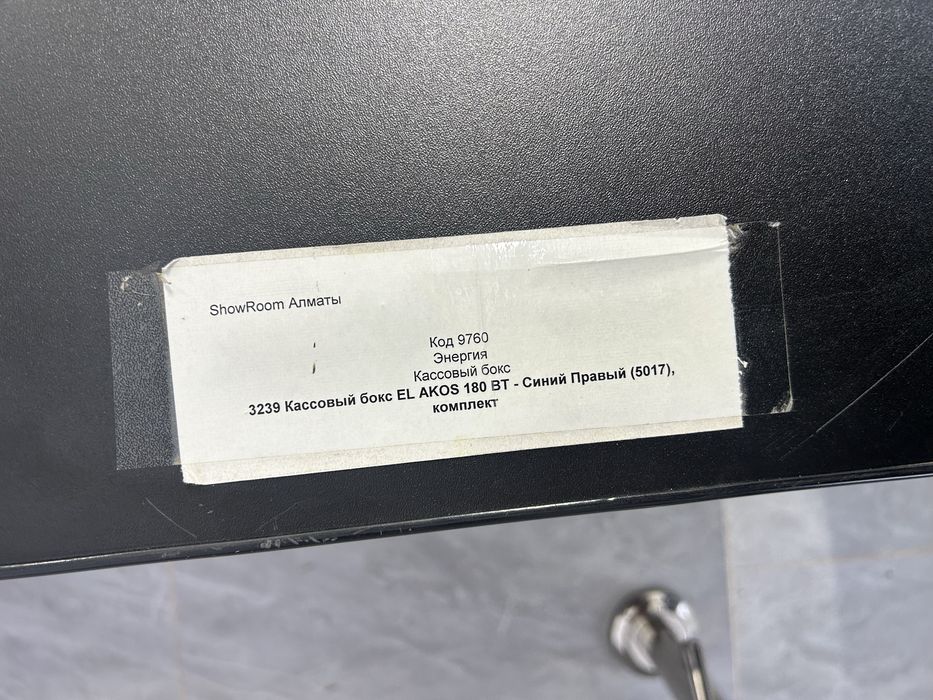 ShowRoom Алматы
Код 9760
Энергия
Кассовый бокс
3239 Кассовый бокс EL AKOS 180 BT - Синий Правый (5017),
комплект